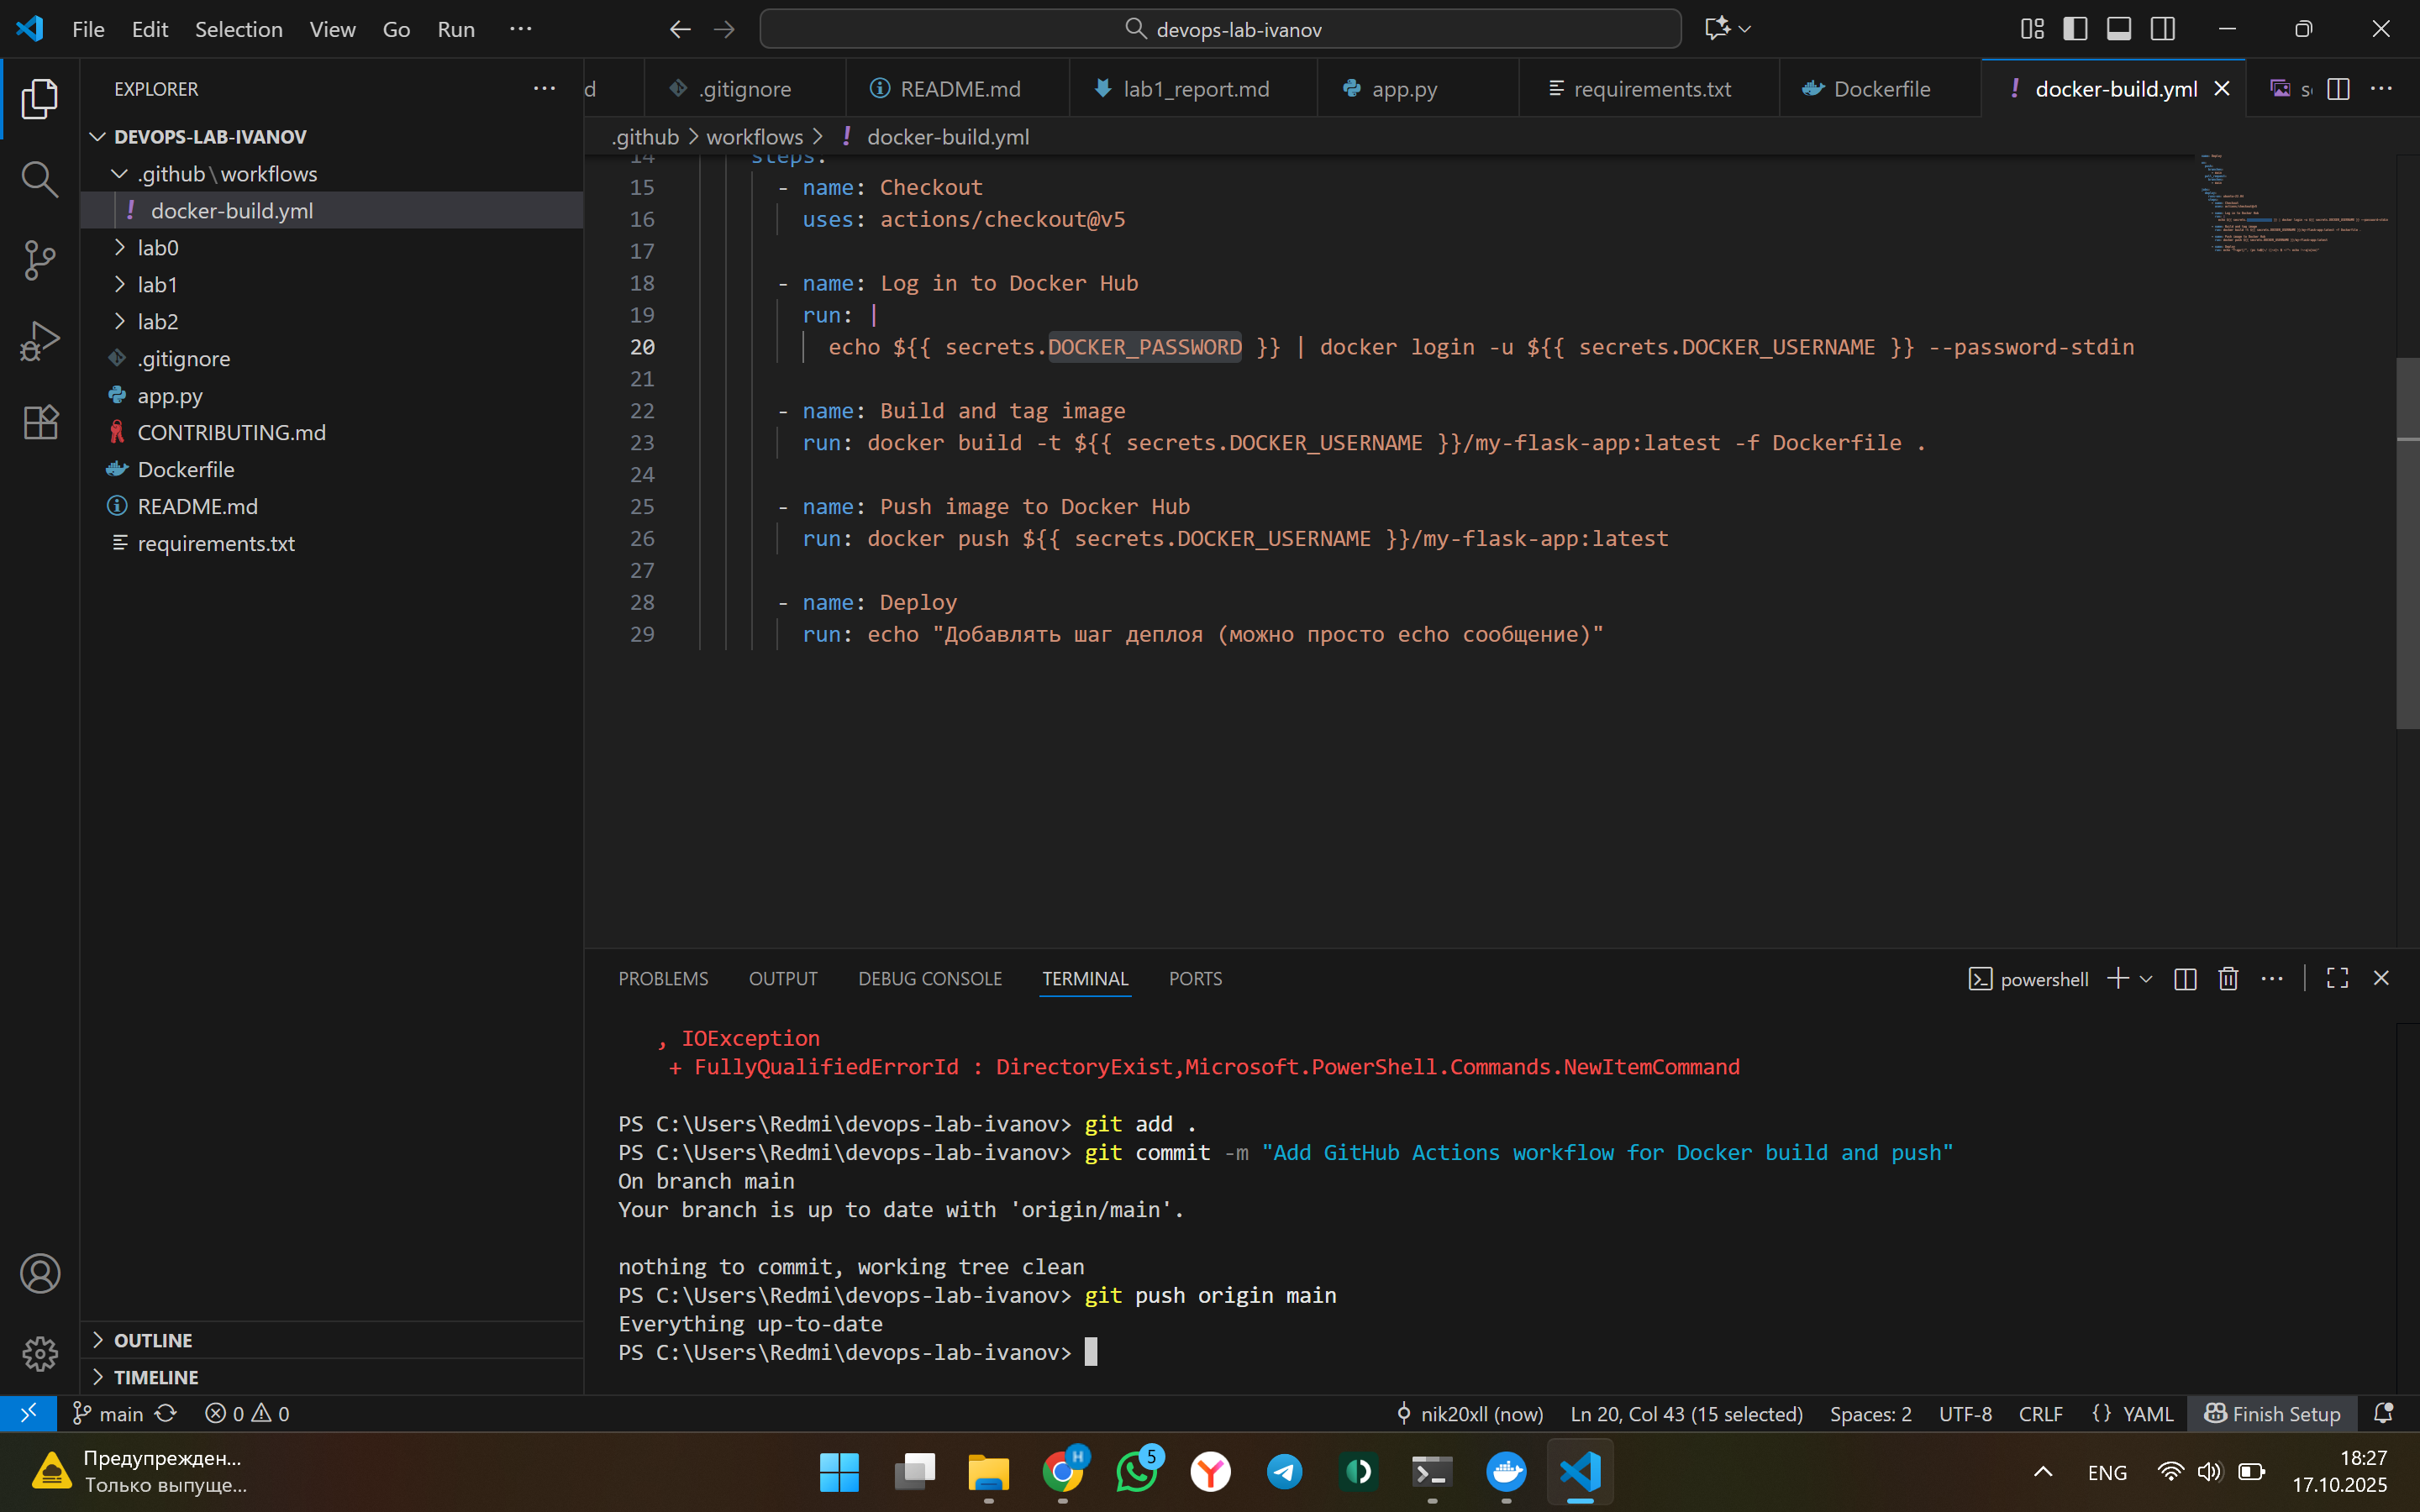 File Edit Selection View Go Run ···
devops-lab-ivanov
EXPLORER
d .gitignore README.md lab1_report.md app.py requirements.txt Dockerfile docker-build.yml
.github > workflows > ! docker-build.yml
DEVOPS-LAB-IVANOV
.github\workflows
! docker-build.yml
lab0
lab1
lab2
.gitignore
app.py
CONTRIBUTING.md
Dockerfile
README.md
requirements.txt
OUTLINE
TIMELINE
14 steps:
15 - name: Checkout
16 uses: actions/checkout@v5
17
18 - name: Log in to Docker Hub
19 run: |
20 echo ${{ secrets.DOCKER_PASSWORD }} | docker login -u ${{ secrets.DOCKER_USERNAME }} --password-stdin
21
22 - name: Build and tag image
23 run: docker build -t ${{ secrets.DOCKER_USERNAME }}/my-flask-app:latest -f Dockerfile .
24
25 - name: Push image to Docker Hub
26 run: docker push ${{ secrets.DOCKER_USERNAME }}/my-flask-app:latest
27
28 - name: Deploy
29 run: echo "Добавлять шаг деплоя (можно просто echo сообщение)"
PROBLEMS OUTPUT DEBUG CONSOLE TERMINAL PORTS
powershell
, IOException
+ FullyQualifiedErrorId : DirectoryExist,Microsoft.PowerShell.Commands.NewItemCommand
PS C:\Users\Redmi\devops-lab-ivanov> git add .
PS C:\Users\Redmi\devops-lab-ivanov> git commit -m "Add GitHub Actions workflow for Docker build and push"
On branch main
Your branch is up to date with 'origin/main'.
nothing to commit, working tree clean
PS C:\Users\Redmi\devops-lab-ivanov> git push origin main
Everything up-to-date
PS C:\Users\Redmi\devops-lab-ivanov>
main 0 0 nik20xll (now) Ln 20, Col 43 (15 selected) Spaces: 2 UTF-8 CRLF {} YAML Finish Setup
Предупрежден...
Только выпуще...
5
ENG
18:27
17.10.2025